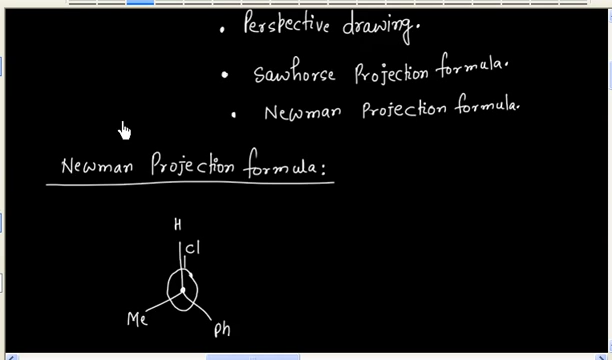 • Perspective drawing.
• Sawhorse Projection formula.
• Newman Projection formula.
Newman Projection formula:
H
Cl
Me
Ph